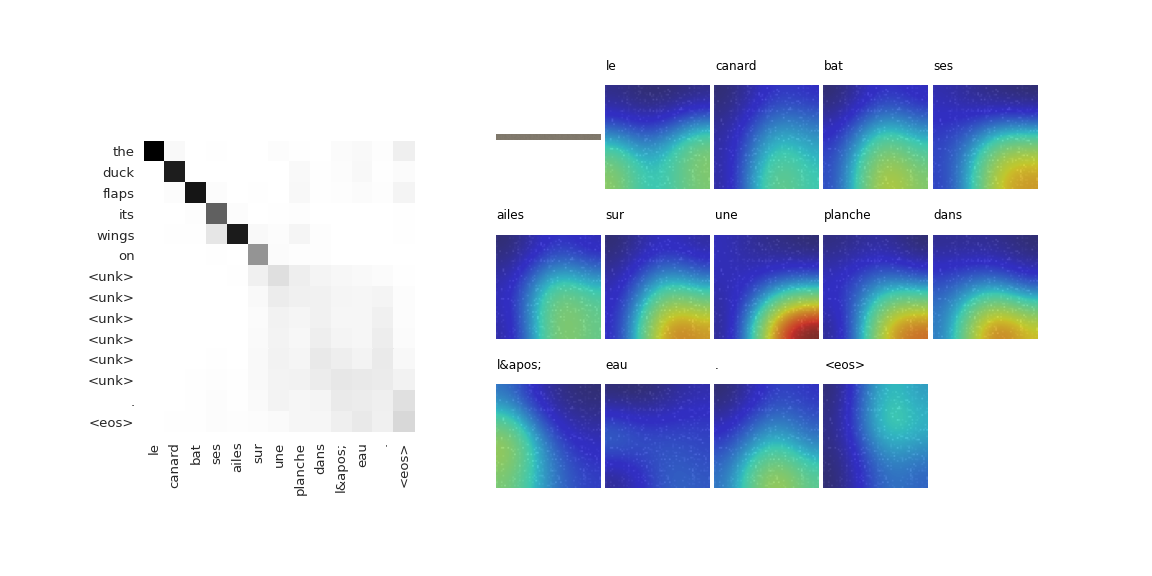 the
duck
flaps
its
wings
on
<unk>
<unk>
<unk>
<unk>
<unk>
<unk>
.
<eos>
le
canard
bat
ses
ailes
sur
une
planche
dans
l&apos;
eau
.
<eos>
le canard bat ses
ailes sur une planche dans
l&apos; eau . <eos>